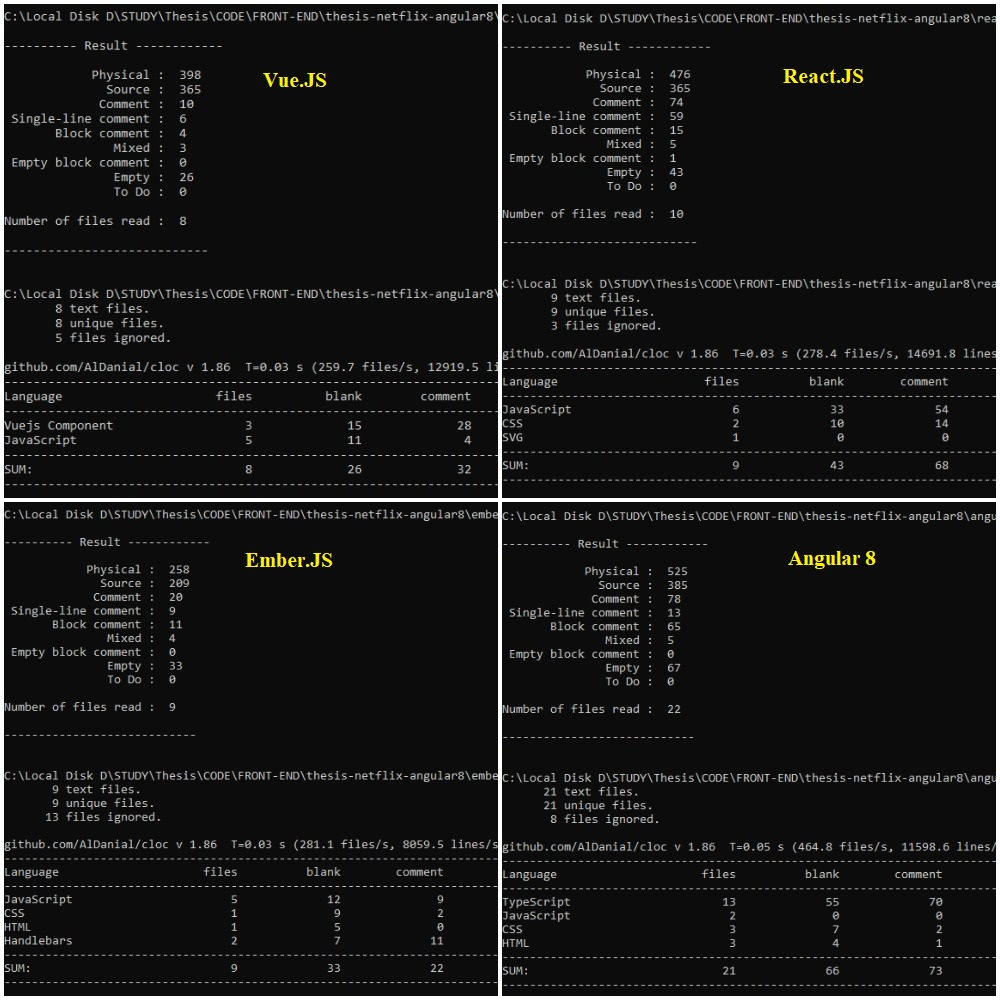 C:\Local Disk D\STUDY\Thesis\CODE\FRONT-END\thesis-netflix-angular8\
---------- Result ------------
Vue.JS
Physical : 398
Source : 365
Comment : 10
Single-line comment : 6
Block comment : 4
Mixed : 3
Empty block comment : 0
Empty : 26
To Do : 0
Number of files read : 8
----------------------------
C:\Local Disk D\STUDY\Thesis\CODE\FRONT-END\thesis-netflix-angular8\
8 text files.
8 unique files.
5 files ignored.
github.com/AlDanial/cloc v 1.86 T=0.03 s (259.7 files/s, 12919.5 li
Language files blank comment
Vuejs Component 3 15 28
JavaScript 5 11 4
SUM: 8 26 32
C:\Local Disk D\STUDY\Thesis\CODE\FRONT-END\thesis-netflix-angular8\rea
---------- Result ------------
React.JS
Physical : 476
Source : 365
Comment : 74
Single-line comment : 59
Block comment : 15
Mixed : 5
Empty block comment : 1
Empty : 43
To Do : 0
Number of files read : 10
----------------------------
C:\Local Disk D\STUDY\Thesis\CODE\FRONT-END\thesis-netflix-angular8\rea
9 text files.
9 unique files.
3 files ignored.
github.com/AlDanial/cloc v 1.86 T=0.03 s (278.4 files/s, 14691.8 lines
Language files blank comment
JavaScript 6 33 54
CSS 2 10 14
SVG 1 0 0
SUM: 9 43 68
C:\Local Disk D\STUDY\Thesis\CODE\FRONT-END\thesis-netflix-angular8\embe
---------- Result ------------
Ember.JS
Physical : 258
Source : 209
Comment : 20
Single-line comment : 9
Block comment : 11
Mixed : 4
Empty block comment : 0
Empty : 33
To Do : 0
Number of files read : 9
----------------------------
C:\Local Disk D\STUDY\Thesis\CODE\FRONT-END\thesis-netflix-angular8\embe
9 text files.
9 unique files.
13 files ignored.
github.com/AlDanial/cloc v 1.86 T=0.03 s (281.1 files/s, 8059.5 lines/s
Language files blank comment
JavaScript 5 12 9
CSS 1 9 2
HTML 1 5 0
Handlebars 2 7 11
SUM: 9 33 22
C:\Local Disk D\STUDY\Thesis\CODE\FRONT-END\thesis-netflix-angular8\angu
---------- Result ------------
Angular 8
Physical : 525
Source : 385
Comment : 78
Single-line comment : 13
Block comment : 65
Mixed : 5
Empty block comment : 0
Empty : 67
To Do : 0
Number of files read : 22
----------------------------
C:\Local Disk D\STUDY\Thesis\CODE\FRONT-END\thesis-netflix-angular8\angu
21 text files.
21 unique files.
8 files ignored.
github.com/AlDanial/cloc v 1.86 T=0.05 s (464.8 files/s, 11598.6 lines/
Language files blank comment
TypeScript 13 55 70
JavaScript 2 0 0
CSS 3 7 2
HTML 3 4 1
SUM: 21 66 73